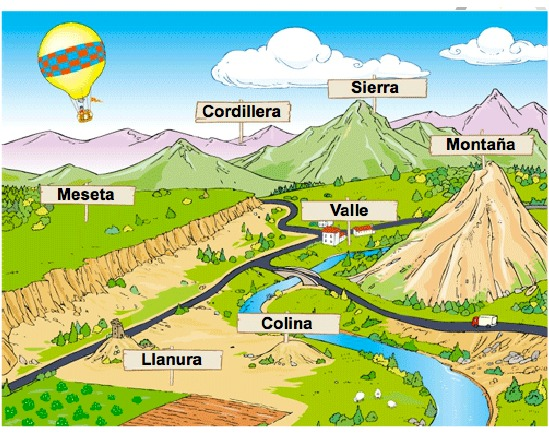 Sierra
Cordillera
Montaña
Meseta
Valle
Colina
Llanura